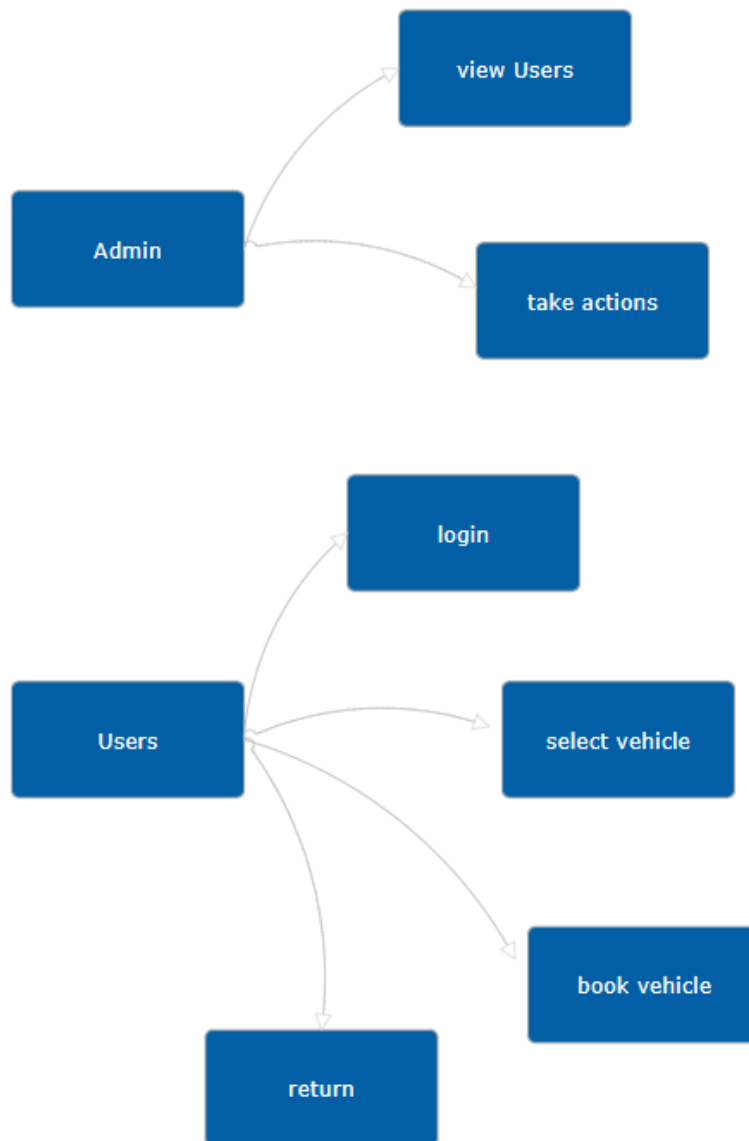 view Users
Admin
take actions
login
Users
select vehicle
book vehicle
return